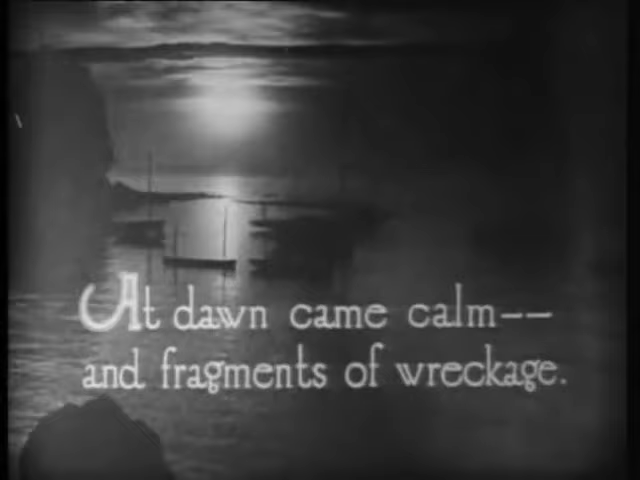 At dawn came calm--
and fragments of wreckage.